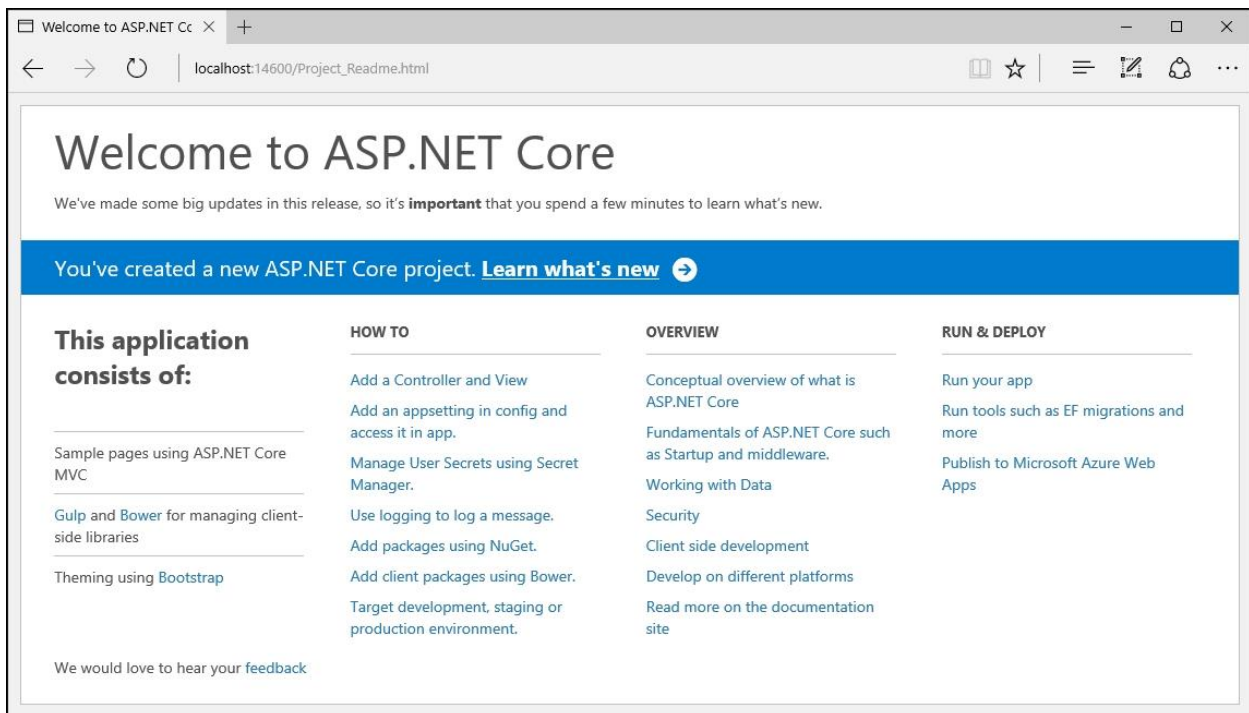 Welcome to ASP.NET Cc
localhost:14600/Project_Readme.html
Welcome to ASP.NET Core
We've made some big updates in this release, so it's important that you spend a few minutes to learn what's new.
You've created a new ASP.NET Core project. Learn what's new
This application
consists of:
Sample pages using ASP.NET Core
MVC
Gulp and Bower for managing client-
side libraries
Theming using Bootstrap
We would love to hear your feedback
HOW TO
Add a Controller and View
Add an appsetting in config and
access it in app.
Manage User Secrets using Secret
Manager.
Use logging to log a message.
Add packages using NuGet.
Add client packages using Bower.
Target development, staging or
production environment.
OVERVIEW
Conceptual overview of what is
ASP.NET Core
Fundamentals of ASP.NET Core such
as Startup and middleware.
Working with Data
Security
Client side development
Develop on different platforms
Read more on the documentation
site
RUN & DEPLOY
Run your app
Run tools such as EF migrations and
more
Publish to Microsoft Azure Web
Apps